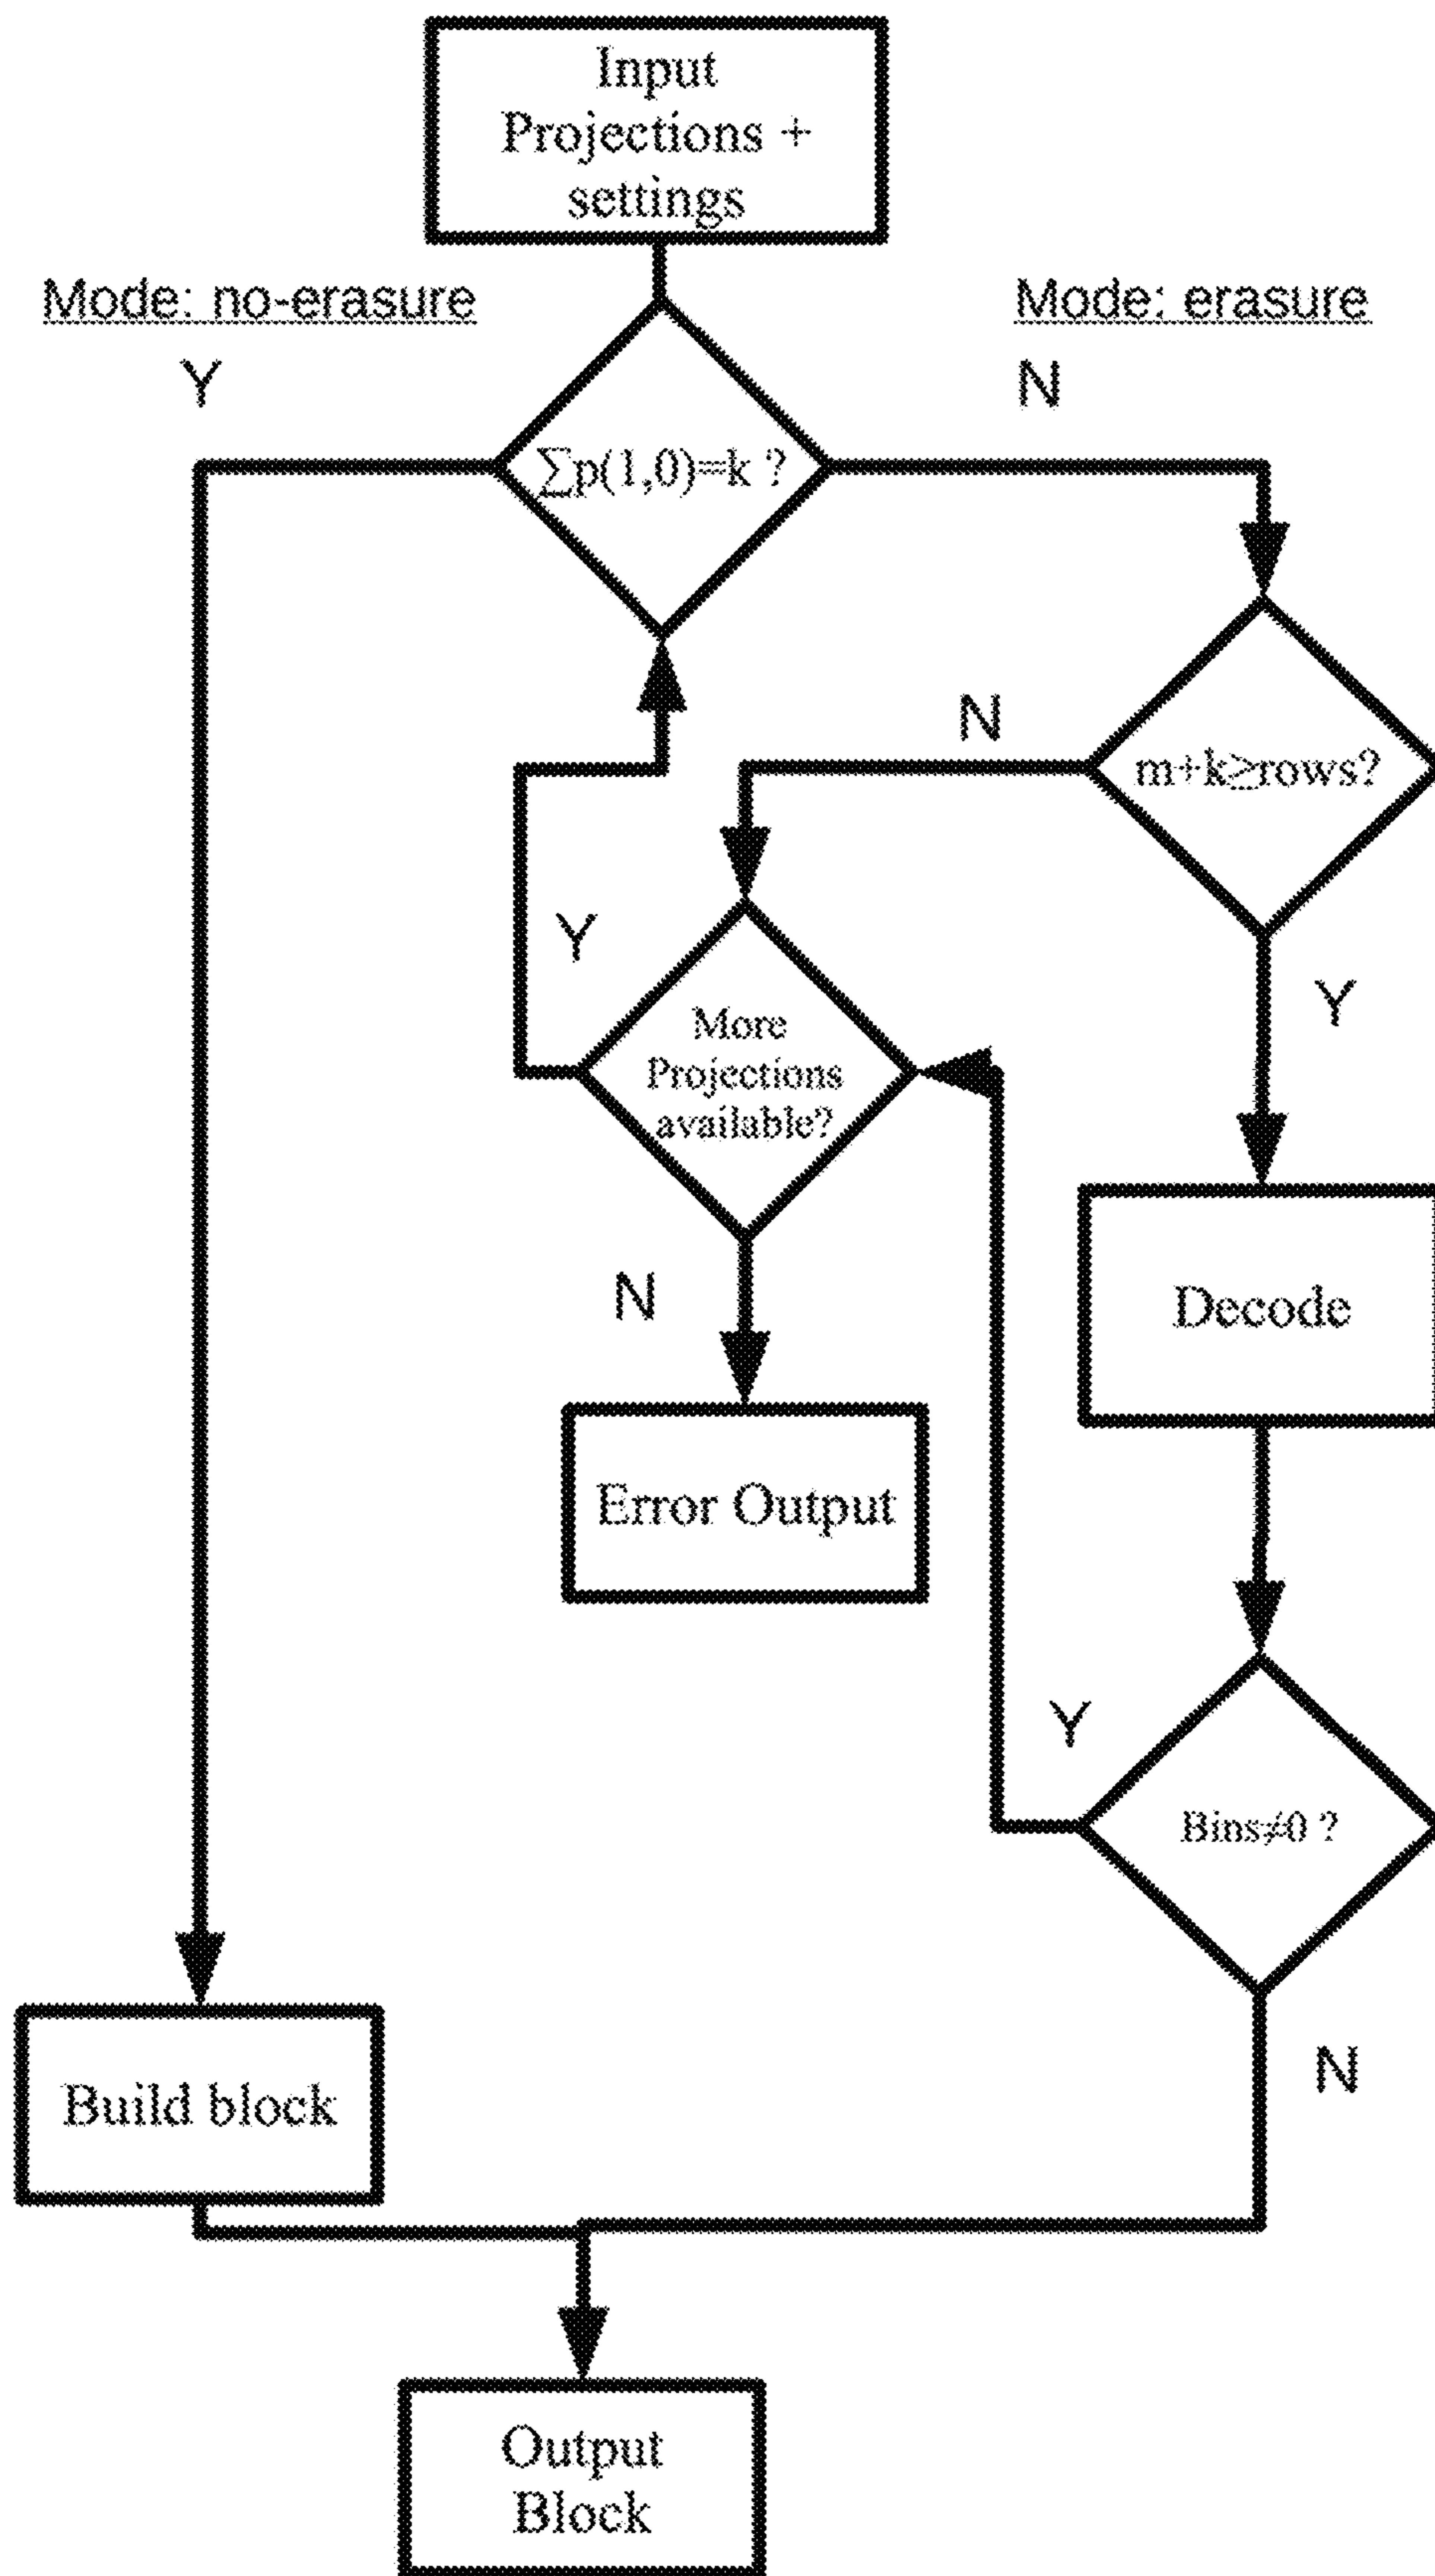 Input
Projections +
settings
Mode: no-erasure
Mode: erasure
Y
N
∑p(1,0)=k ?
N
m+k≥rows?
Y
Y
More
Projections
available?
N
Decode
Error Output
Y
Bins≠0 ?
N
Build block
Output
Block